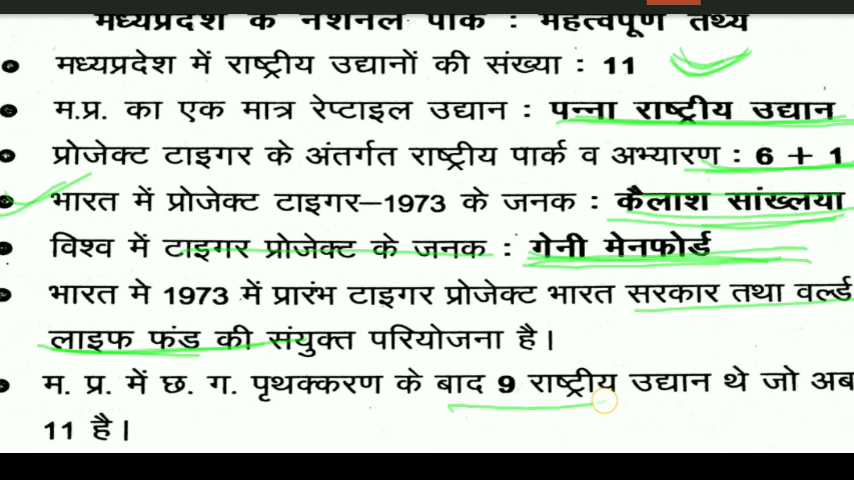 मध्यप्रदेश के नेशनल पार्क : महत्वपूर्ण तथ्य
• मध्यप्रदेश में राष्ट्रीय उद्यानों की संख्या : 11
• म.प्र. का एक मात्र रेप्टाइल उद्यान : पन्ना राष्ट्रीय उद्यान
• प्रोजेक्ट टाइगर के अंतर्गत राष्ट्रीय पार्क व अभ्यारण : 6 + 1
• भारत में प्रोजेक्ट टाइगर–1973 के जनक : कैलाश सांख्लया
• विश्व में टाइगर प्रोजेक्ट के जनक : गेनी मेनफोर्ड
• भारत मे 1973 में प्रारंभ टाइगर प्रोजेक्ट भारत सरकार तथा वर्ल्ड
लाइफ फंड की संयुक्त परियोजना है।
• म. प्र. में छ. ग. पृथक्करण के बाद 9 राष्ट्रीय उद्यान थे जो अब
11 है।